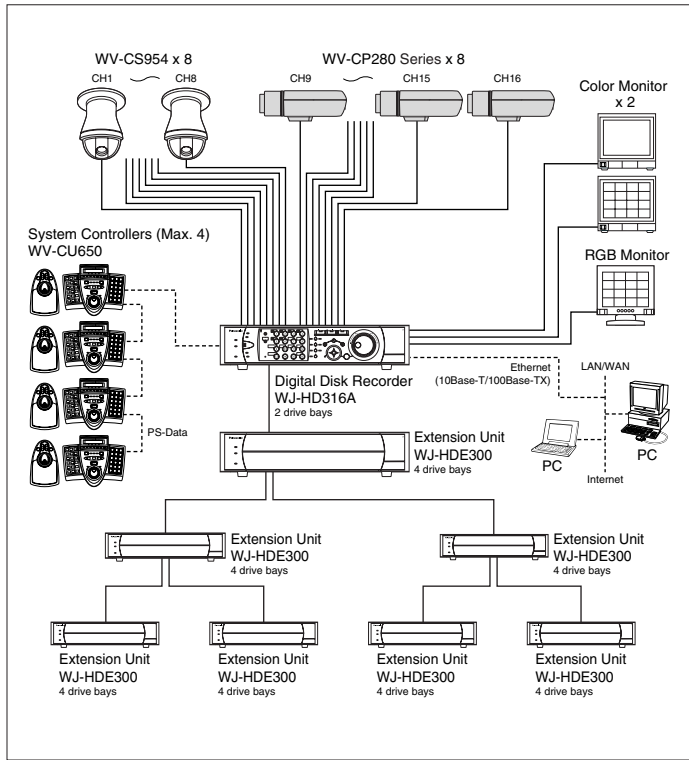 WV-CS954 x 8
CH1
CH8
WV-CP280 Series x 8
CH9
CH15
CH16
Color Monitor
x 2
RGB Monitor
System Controllers (Max. 4)
WV-CU650
PS-Data
Digital Disk Recorder
WJ-HD316A
2 drive bays
Ethernet
(10Base-T/100Base-TX)
LAN/WAN
PC
PC
Internet
Extension Unit
WJ-HDE300
4 drive bays
Extension Unit
WJ-HDE300
4 drive bays
Extension Unit
WJ-HDE300
4 drive bays
Extension Unit
WJ-HDE300
4 drive bays
Extension Unit
WJ-HDE300
4 drive bays
Extension Unit
WJ-HDE300
4 drive bays
Extension Unit
WJ-HDE300
4 drive bays